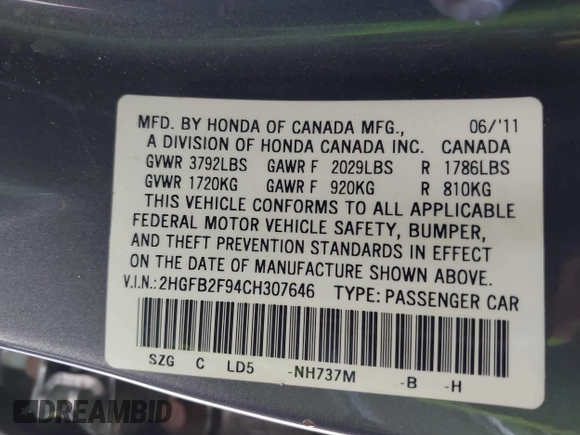 MFD. BY HONDA OF CANADA MFG., 06/'11
A DIVISION OF HONDA CANADA INC. CANADA
GVWR 3792LBS GAWR F 2029LBS R 1786LBS
GVWR 1720KG GAWR F 920KG R 810KG
THIS VEHICLE CONFORMS TO ALL APPLICABLE
FEDERAL MOTOR VEHICLE SAFETY, BUMPER,
AND THEFT PREVENTION STANDARDS IN EFFECT
ON THE DATE OF MANUFACTURE SHOWN ABOVE.
V.I.N.: 2HGFB2F94CH307646 TYPE: PASSENGER CAR
SZG C LD5 -NH737M -B -H
DREAMBID